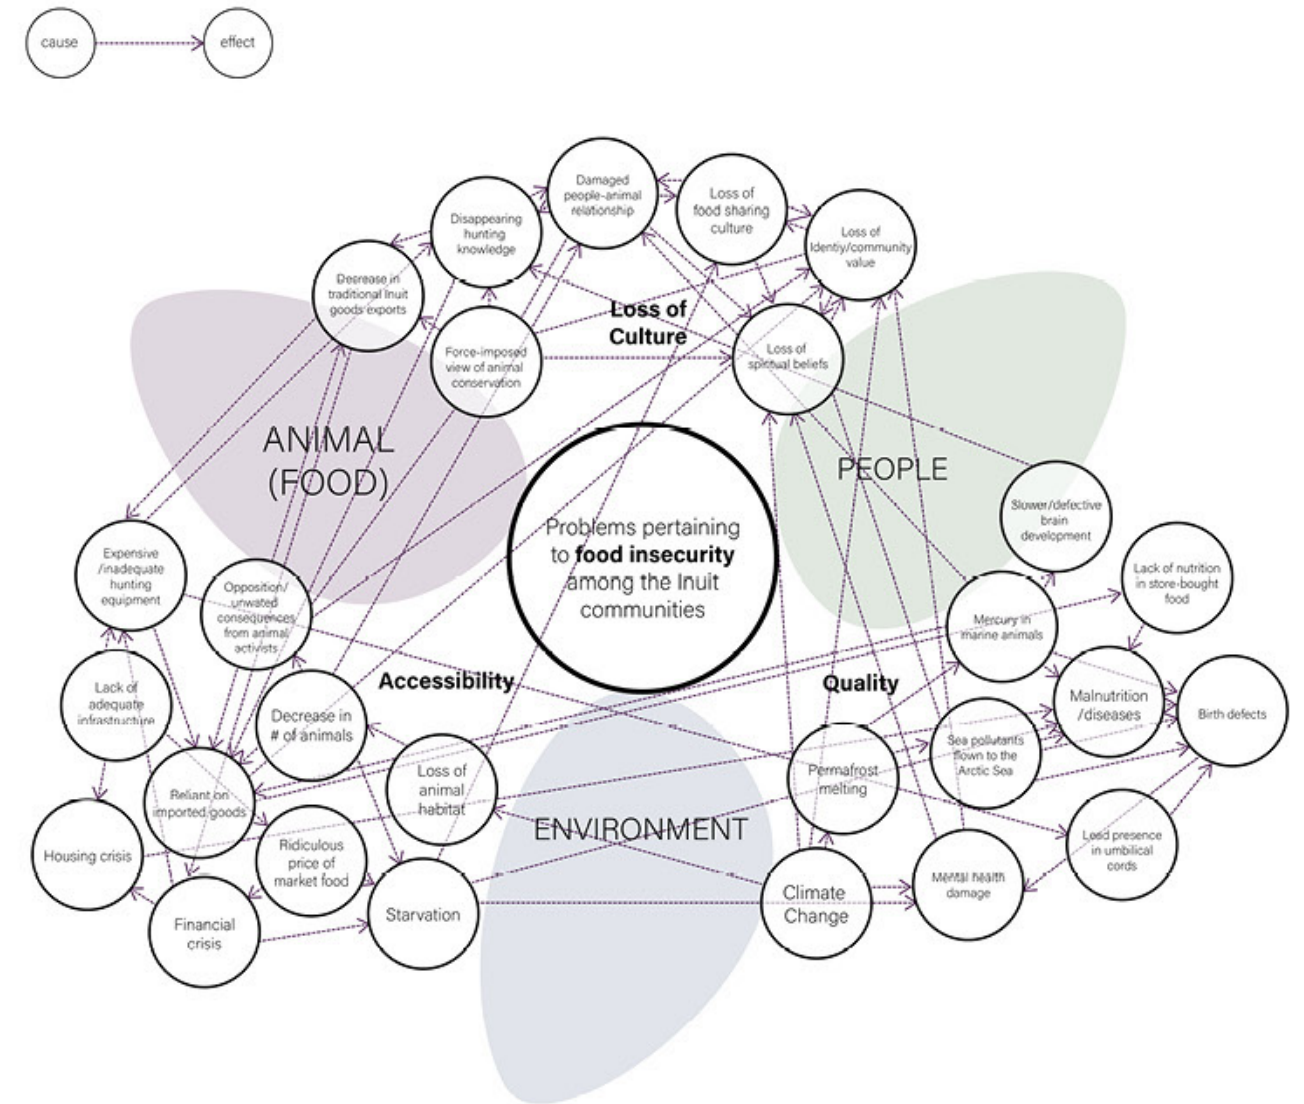 cause
effect
Damaged
people-animal
relationship
Loss of
food sharing
culture
Disappearing
hunting
knowledge
Loss of
Identiy/community
value
Decrease in
traditional Inuit
goods exports
Loss of
Culture
Force-imposed
view of animal
conservation
Loss of
spiritual beliefs
ANIMAL
(FOOD)
PEOPLE
Problems pertaining
to food insecurity
among the Inuit
communities
Slower/defective
brain
development
Expensive
/inadequate
hunting
equipment
Opposition/
unwated
consequences
from animal
activists
Lack of nutrition
in store-bought
food
Mercury in
marine animals
Accessibility
Quality
Lack of
adequate
infrastructure
Decrease in
# of animals
Malnutrition
/diseases
Birth defects
Sea pollutants
flown to the
Arctic Sea
Loss of
animal
habitat
Permafrost
melting
Reliant on
imported goods
ENVIRONMENT
Housing crisis
Ridiculous
price of
market food
Lead presence
in umbilical
cords
Mental health
damage
Climate
Change
Starvation
Financial
crisis